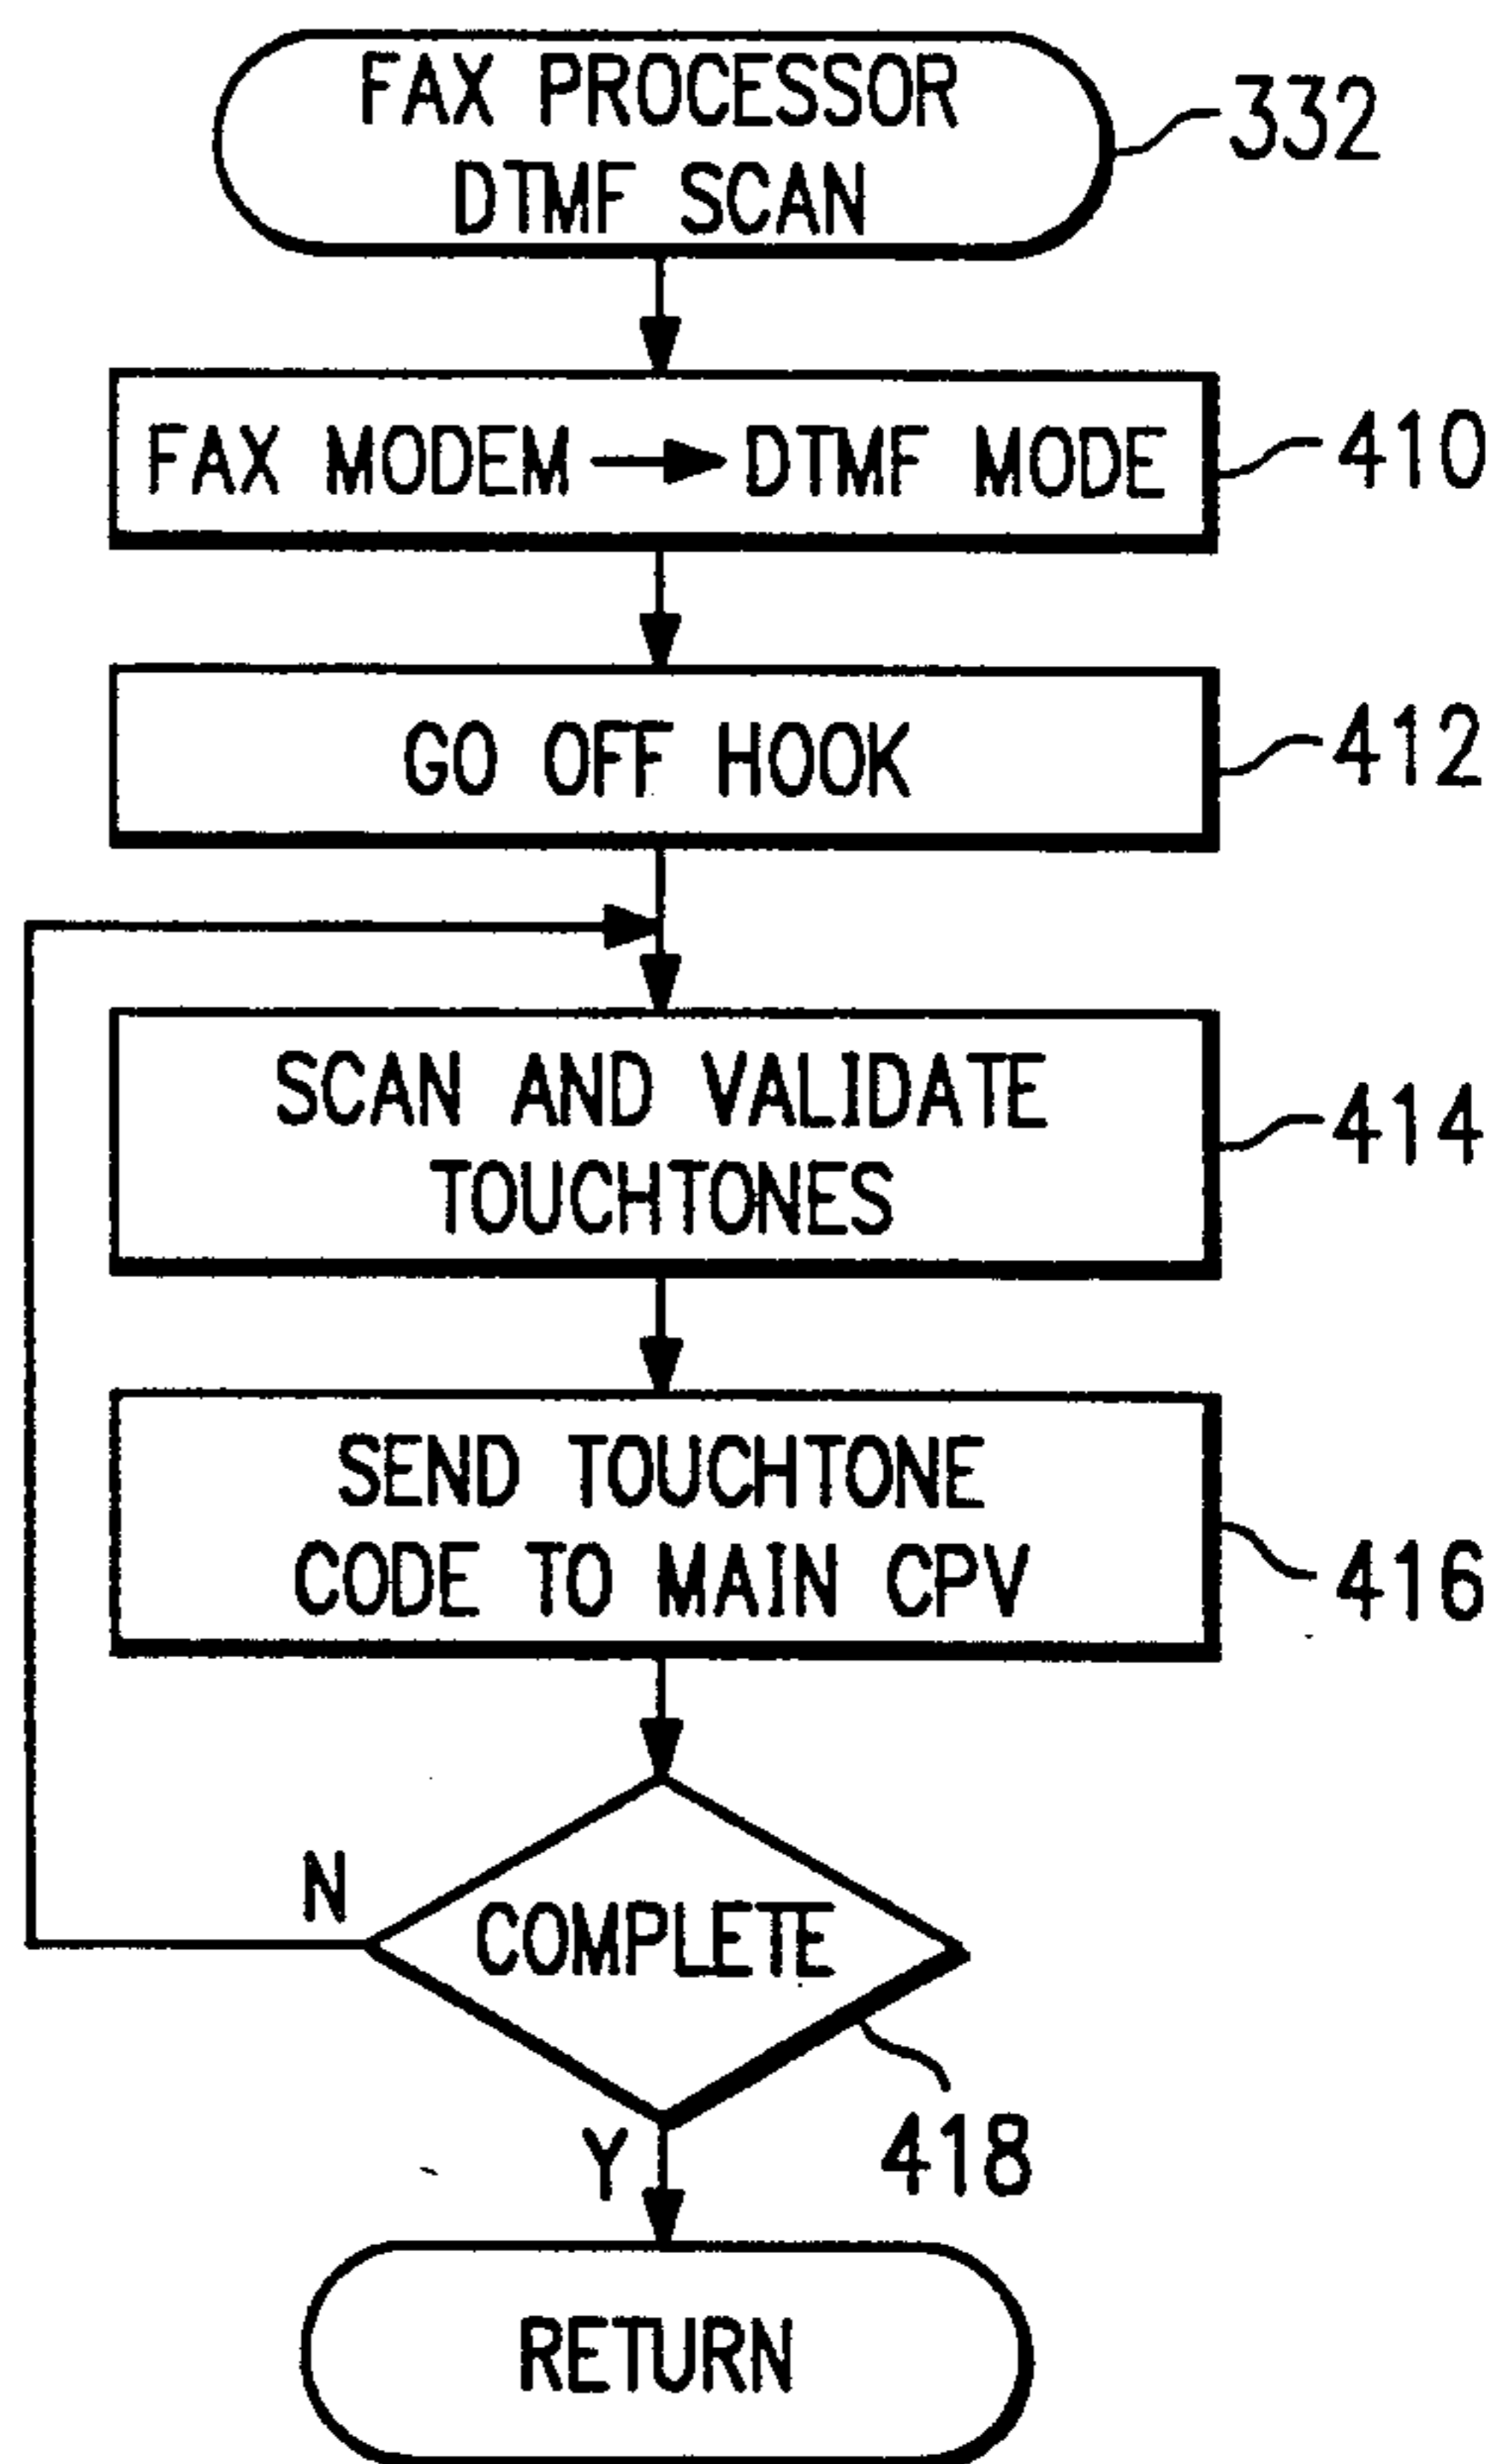 FAX PROCESSOR
DTMF SCAN
332
FAX MODEM → DTMF MODE
410
GO OFF HOOK
412
SCAN AND VALIDATE
TOUCHTONES
414
SEND TOUCHTONE
CODE TO MAIN CPV
416
N
COMPLETE
418
Y
RETURN